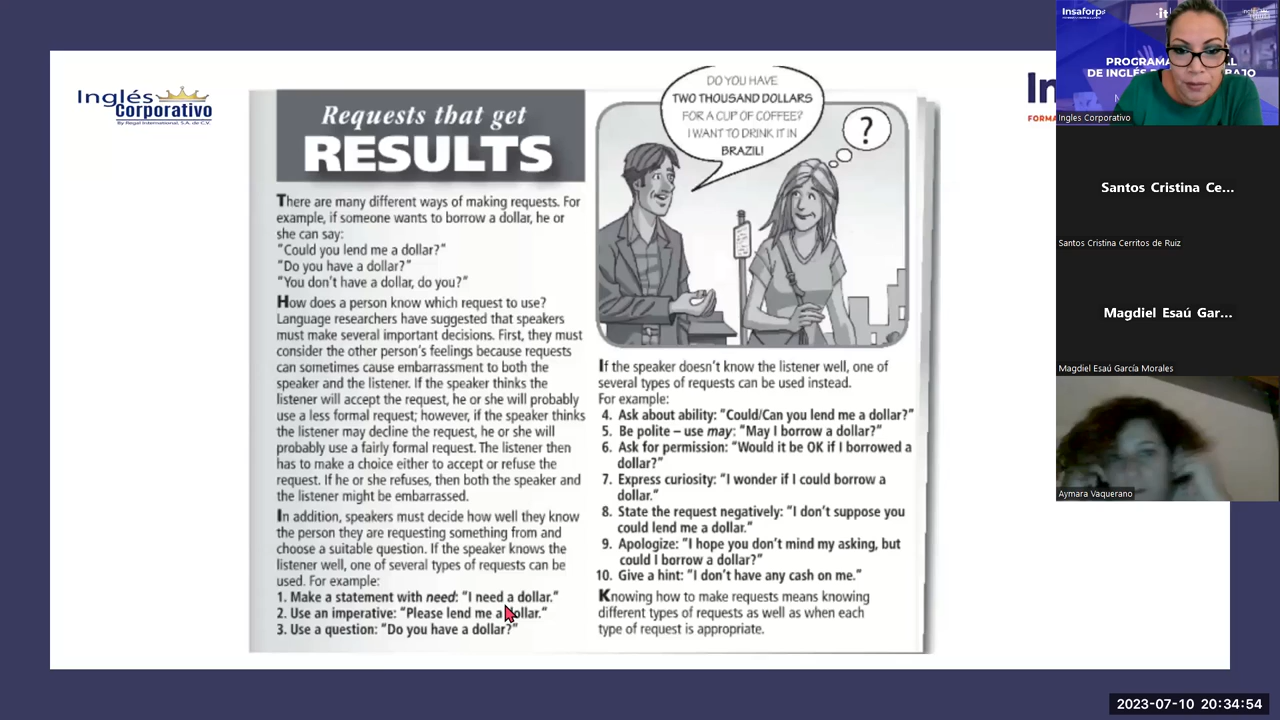 Inglés
Corporativo
By Regal International, S.A. de C.V.
Requests that get
RESULTS
There are many different ways of making requests. For
example, if someone wants to borrow a dollar, he or
she can say:
"Could you lend me a dollar?"
"Do you have a dollar?"
"You don't have a dollar, do you?"
How does a person know which request to use?
Language researchers have suggested that speakers
must make several important decisions. First, they must
consider the other person's feelings because requests
can sometimes cause embarrassment to both the
speaker and the listener. If the speaker thinks the
listener will accept the request, he or she will probably
use a less formal request; however, if the speaker thinks
the listener may decline the request, he or she will
probably use a fairly formal request. The listener then
has to make a choice either to accept or refuse the
request. If he or she refuses, then both the speaker and
the listener might be embarrassed.
In addition, speakers must decide how well they know
the person they are requesting something from and
choose a suitable question. If the speaker knows the
listener well, one of several types of requests can be
used. For example:
1. Make a statement with need: "I need a dollar."
2. Use an imperative: "Please lend me a dollar."
3. Use a question: "Do you have a dollar?"
DO YOU HAVE
TWO THOUSAND DOLLARS
FOR A CUP OF COFFEE?
I WANT TO DRINK IT IN
BRAZIL!
?
If the speaker doesn't know the listener well, one of
several types of requests can be used instead.
For example:
4. Ask about ability: "Could/Can you lend me a dollar?"
5. Be polite – use may: "May I borrow a dollar?"
6. Ask for permission: "Would it be OK if I borrowed a
dollar?"
7. Express curiosity: "I wonder if I could borrow a
dollar."
8. State the request negatively: "I don't suppose you
could lend me a dollar."
9. Apologize: "I hope you don't mind my asking, but
could I borrow a dollar?"
10. Give a hint: "I don't have any cash on me."
Knowing how to make requests means knowing
different types of requests as well as when each
type of request is appropriate.
In
FORMA
Insaforp
PROGRAMA AL
DE INGLÉS BAJO
Ingles Corporativo
Santos Cristina Ce...
Santos Cristina Cerritos de Ruiz
Magdiel Esaú Gar...
Magdiel Esaú García Morales
Aymara Vaquerano
2023-07-10 20:34:54